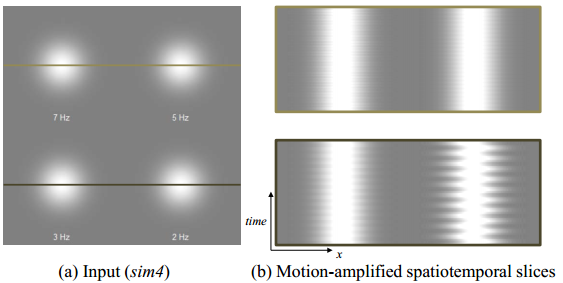 7 Hz
5 Hz
3 Hz
2 Hz
time
x
(a) Input (sim4)
(b) Motion-amplified spatiotemporal slices